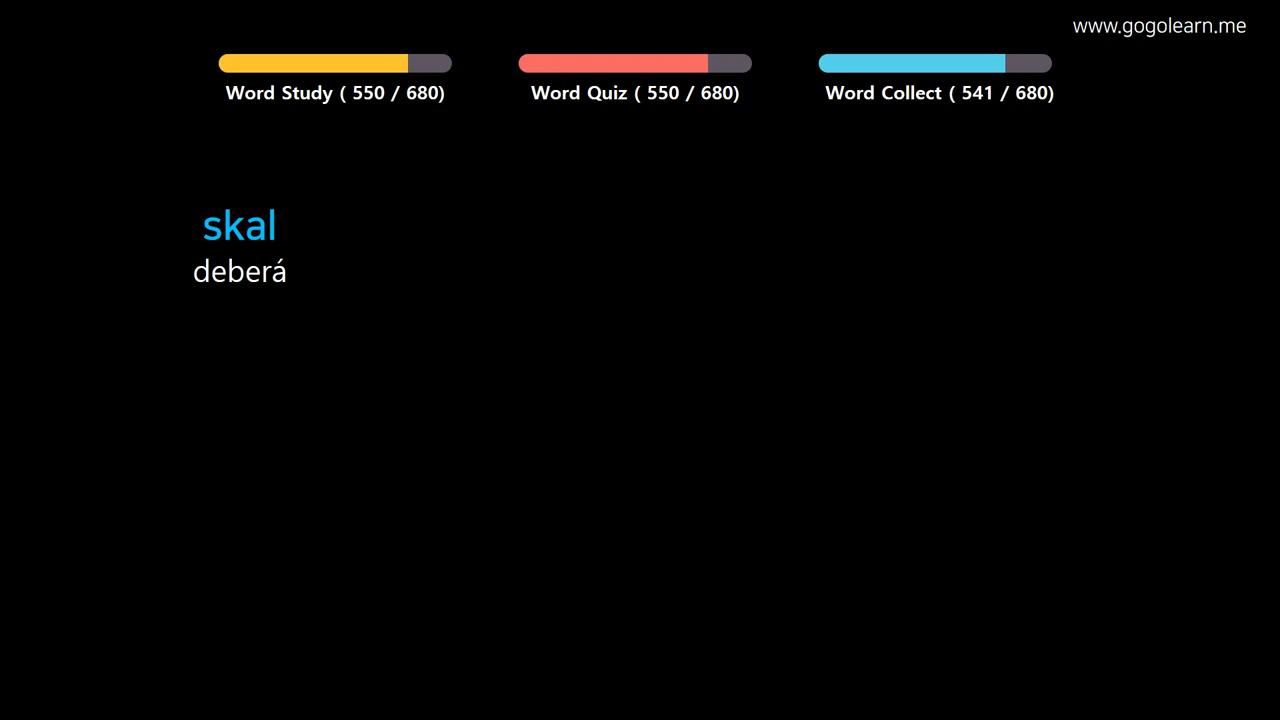 www.gogolearn.me
Word Study ( 550 / 680)
Word Quiz ( 550 / 680)
Word Collect ( 541 / 680)
skal
deberá